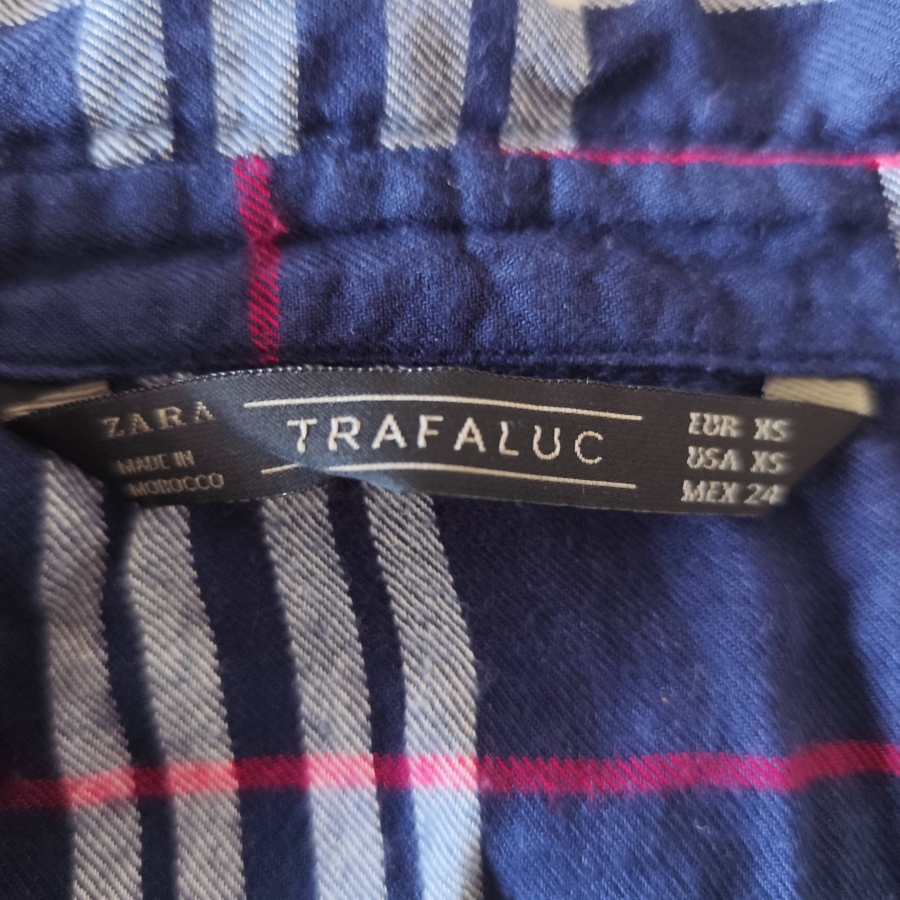 ZARA
MADE IN
MOROCCO
TRAFALUC
EUR XS
USA XS
MEX 24